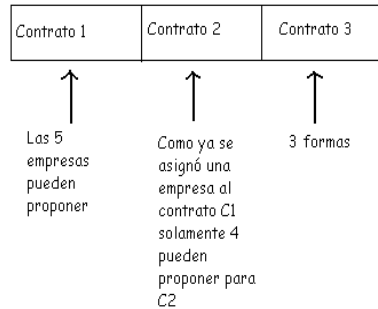 Contrato 1
Contrato 2
Contrato 3
Las 5
empresas
pueden
proponer
Como ya se
asignó una
empresa al
contrato C1
solamente 4
pueden
proponer para
C2
3 formas